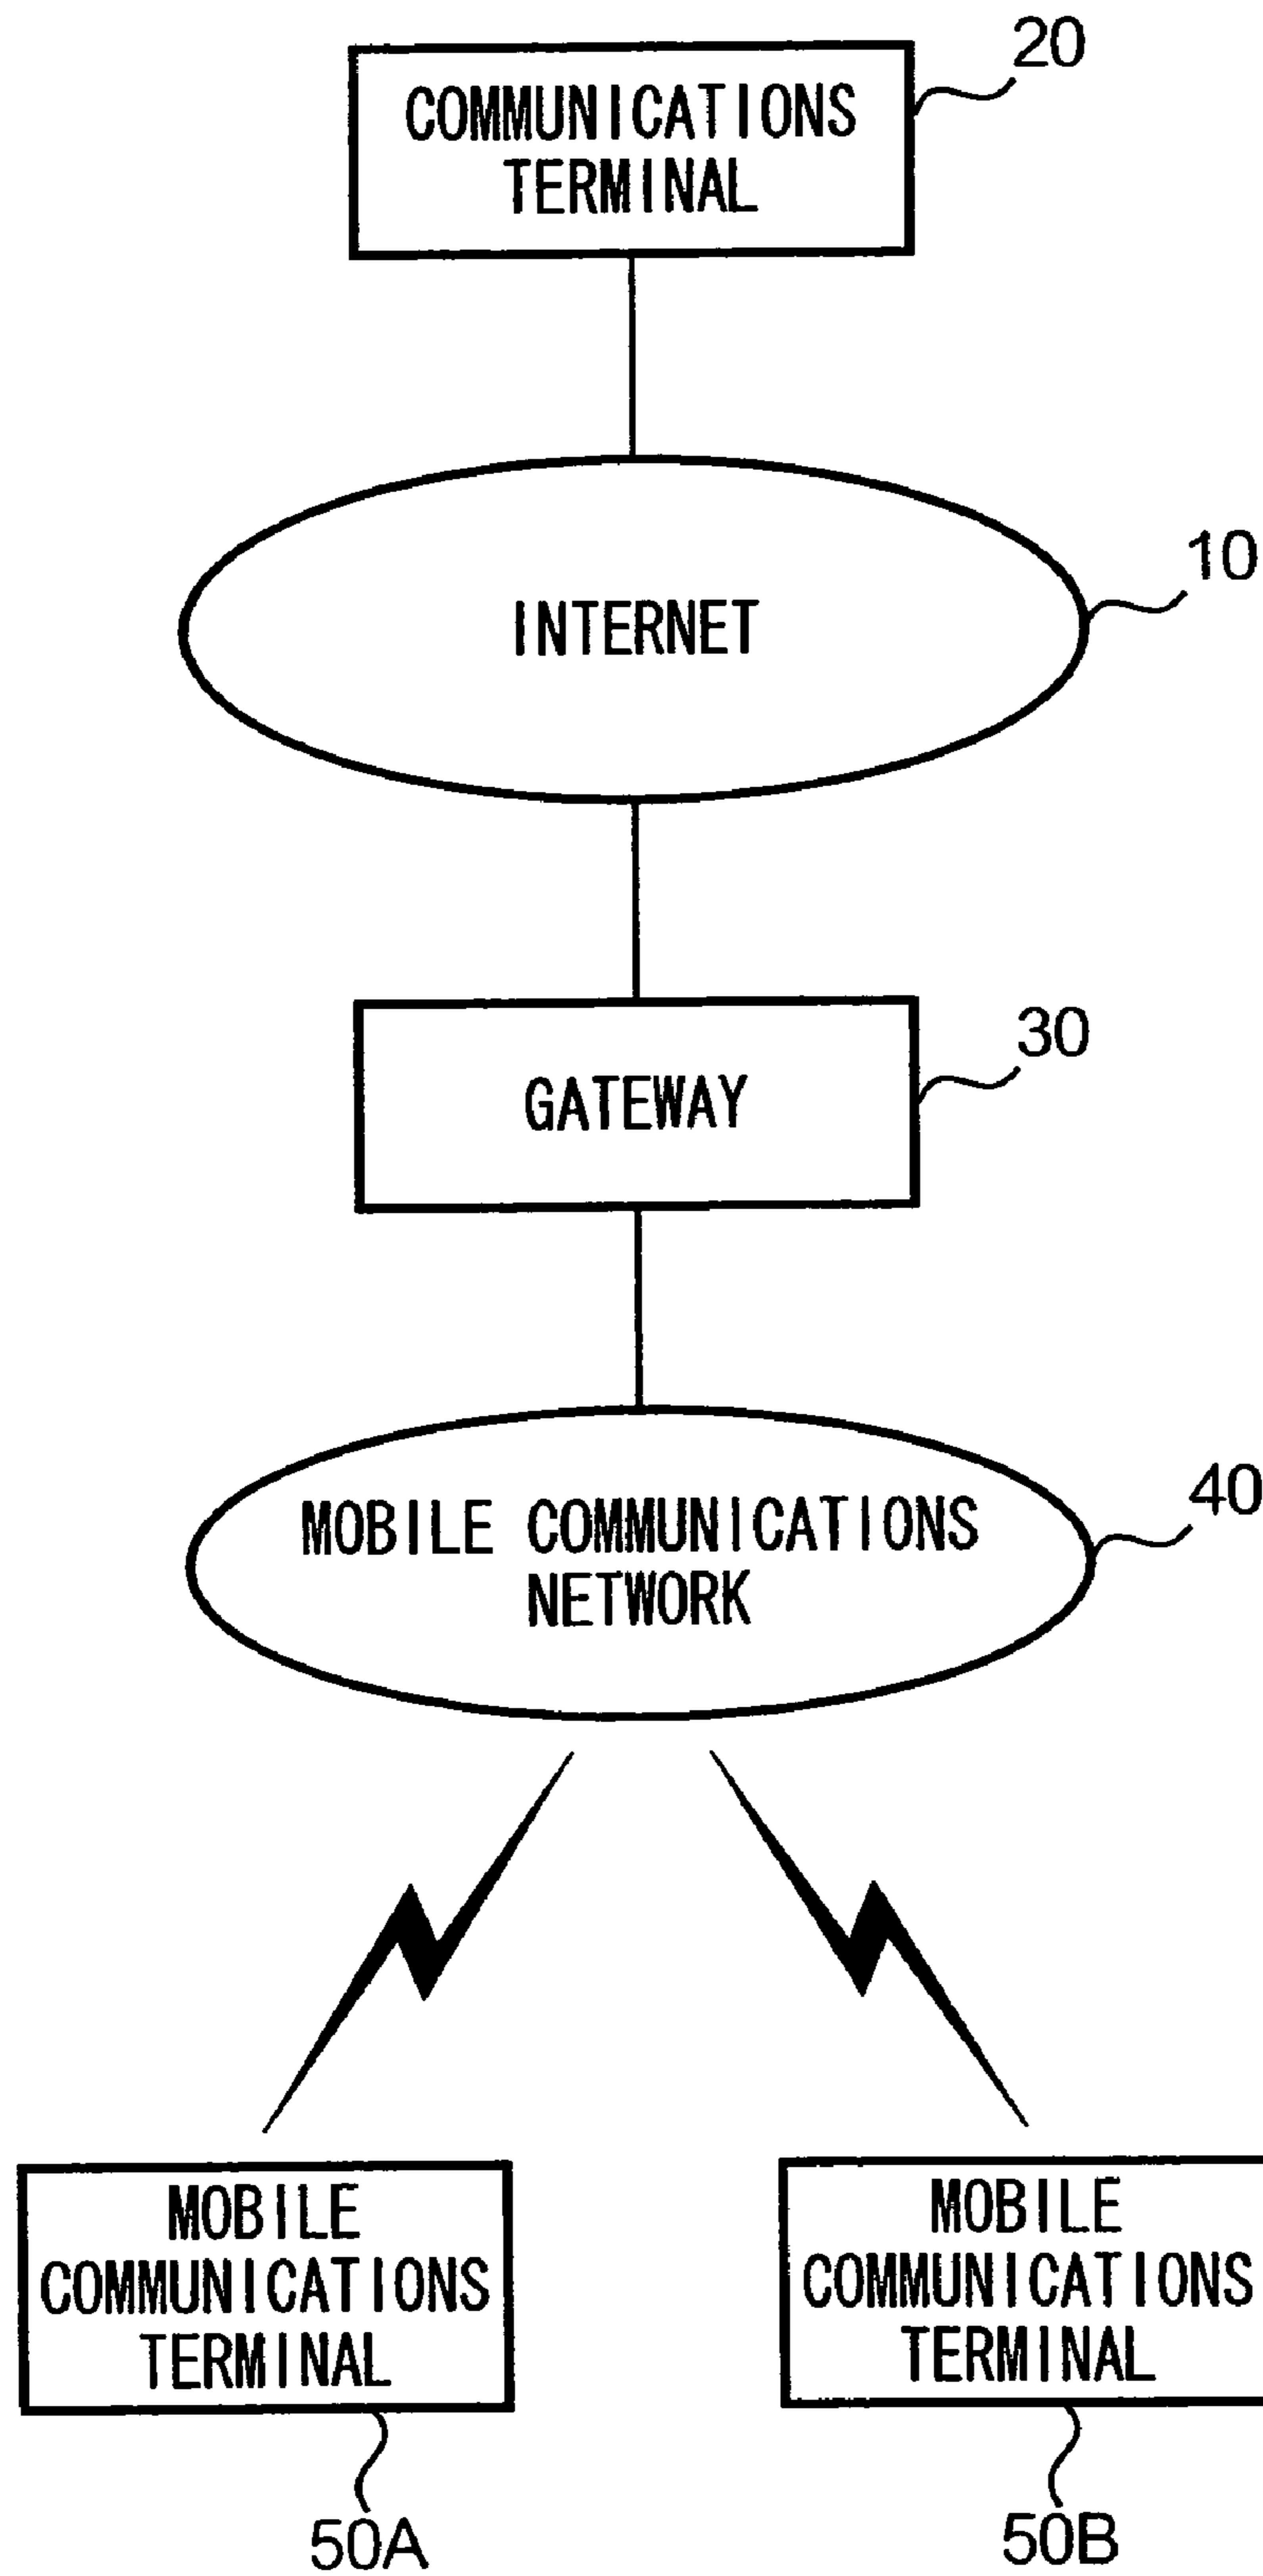 20
COMMUNICATIONS
TERMINAL
10
INTERNET
30
GATEWAY
40
MOBILE COMMUNICATIONS
NETWORK
MOBILE
COMMUNICATIONS
TERMINAL
50A
MOBILE
COMMUNICATIONS
TERMINAL
50B